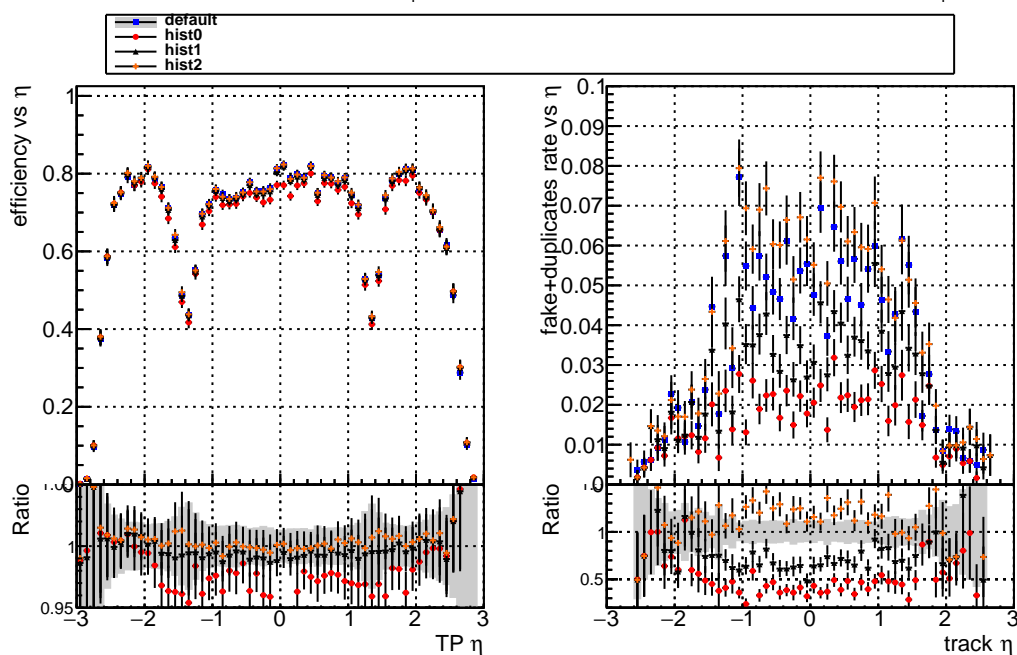 default
hist0
hist1
hist2
efficiency vs η
1
0.8
0.6
0.4
0.2
0
Ratio
1
0.95
−3 −2 −1 0 1 2 3
TP η
fake+duplicates rate vs η
0.1
0.09
0.08
0.07
0.06
0.05
0.04
0.03
0.02
0.01
0
Ratio
1
0.5
−3 −2 −1 0 1 2 3
track η